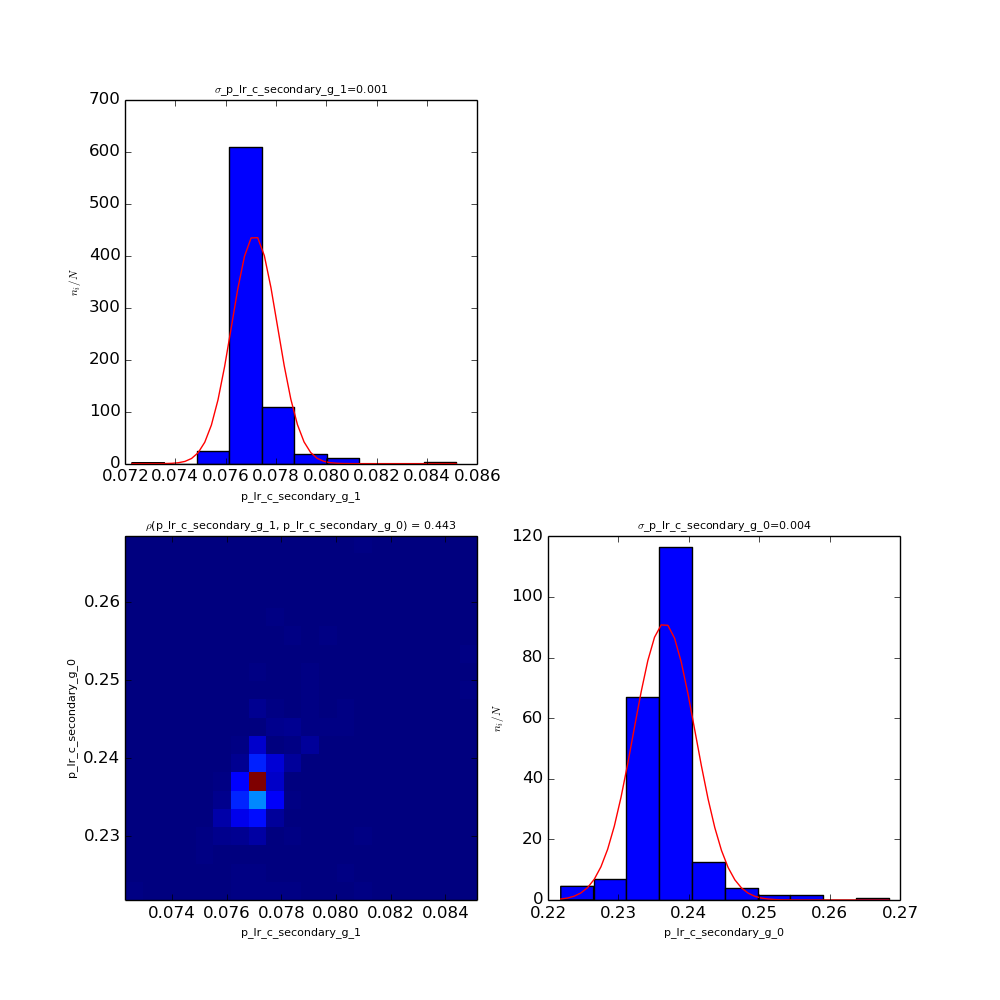 σ_p_lr_c_secondary_g_1=0.001
700
600
500
400
300
200
100
0
n_i/N
0.072 0.074 0.076 0.078 0.080 0.082 0.084 0.086
p_lr_c_secondary_g_1
ρ(p_lr_c_secondary_g_1, p_lr_c_secondary_g_0) = 0.443
0.26
0.25
0.24
0.23
p_lr_c_secondary_g_0
0.074 0.076 0.078 0.080 0.082 0.084
p_lr_c_secondary_g_1
σ_p_lr_c_secondary_g_0=0.004
120
100
80
60
40
20
0
n_i/N
0.22 0.23 0.24 0.25 0.26 0.27
p_lr_c_secondary_g_0